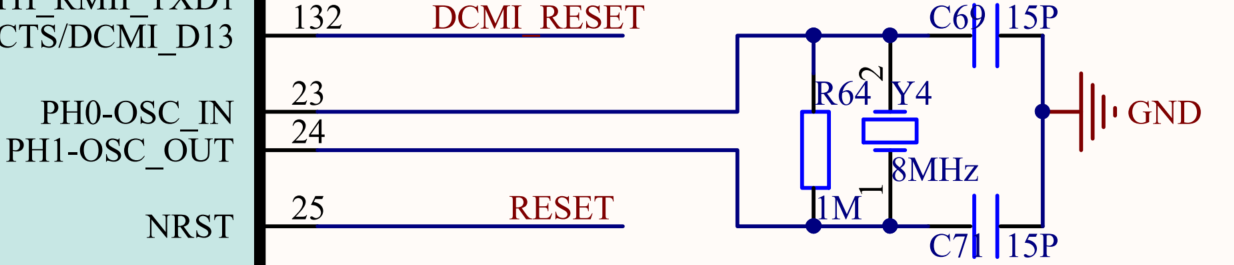 132 DCMI_RESET C69 15P
CTS/DCMI_D13
PH0-OSC_IN 23 2 R64 Y4 GND
PH1-OSC_OUT 24
8MHz
NRST 25 RESET 1M 1
C71 15P